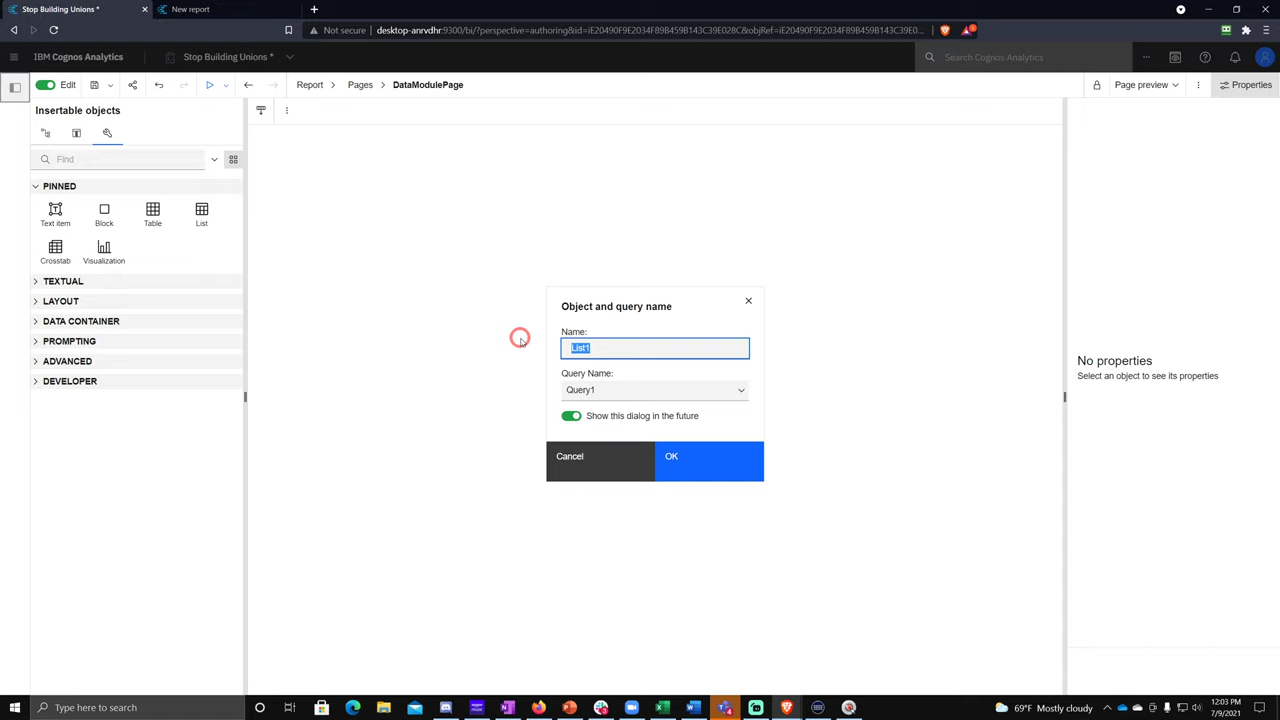 Stop Building Unions *
New report
Not secure
desktop-anrvdhr:9300/bi/?perspective=authoring&id=iE20490F9E2034F89B459B143C39E028C&objRef=iE20490F9E2034F89B459B143C39E028C&...
IBM Cognos Analytics
Stop Building Unions *
Search Cognos Analytics
Edit
Report
Pages
DataModulePage
Page preview
Properties
Insertable objects
Find
PINNED
Text item
Block
Table
List
Crosstab
Visualization
TEXTUAL
LAYOUT
DATA CONTAINER
PROMPTING
ADVANCED
DEVELOPER
Object and query name
Name:
List1
Query Name:
Query1
Show this dialog in the future
Cancel
OK
No properties
Select an object to see its properties
Type here to search
69°F Mostly cloudy
12:03 PM
7/9/2021